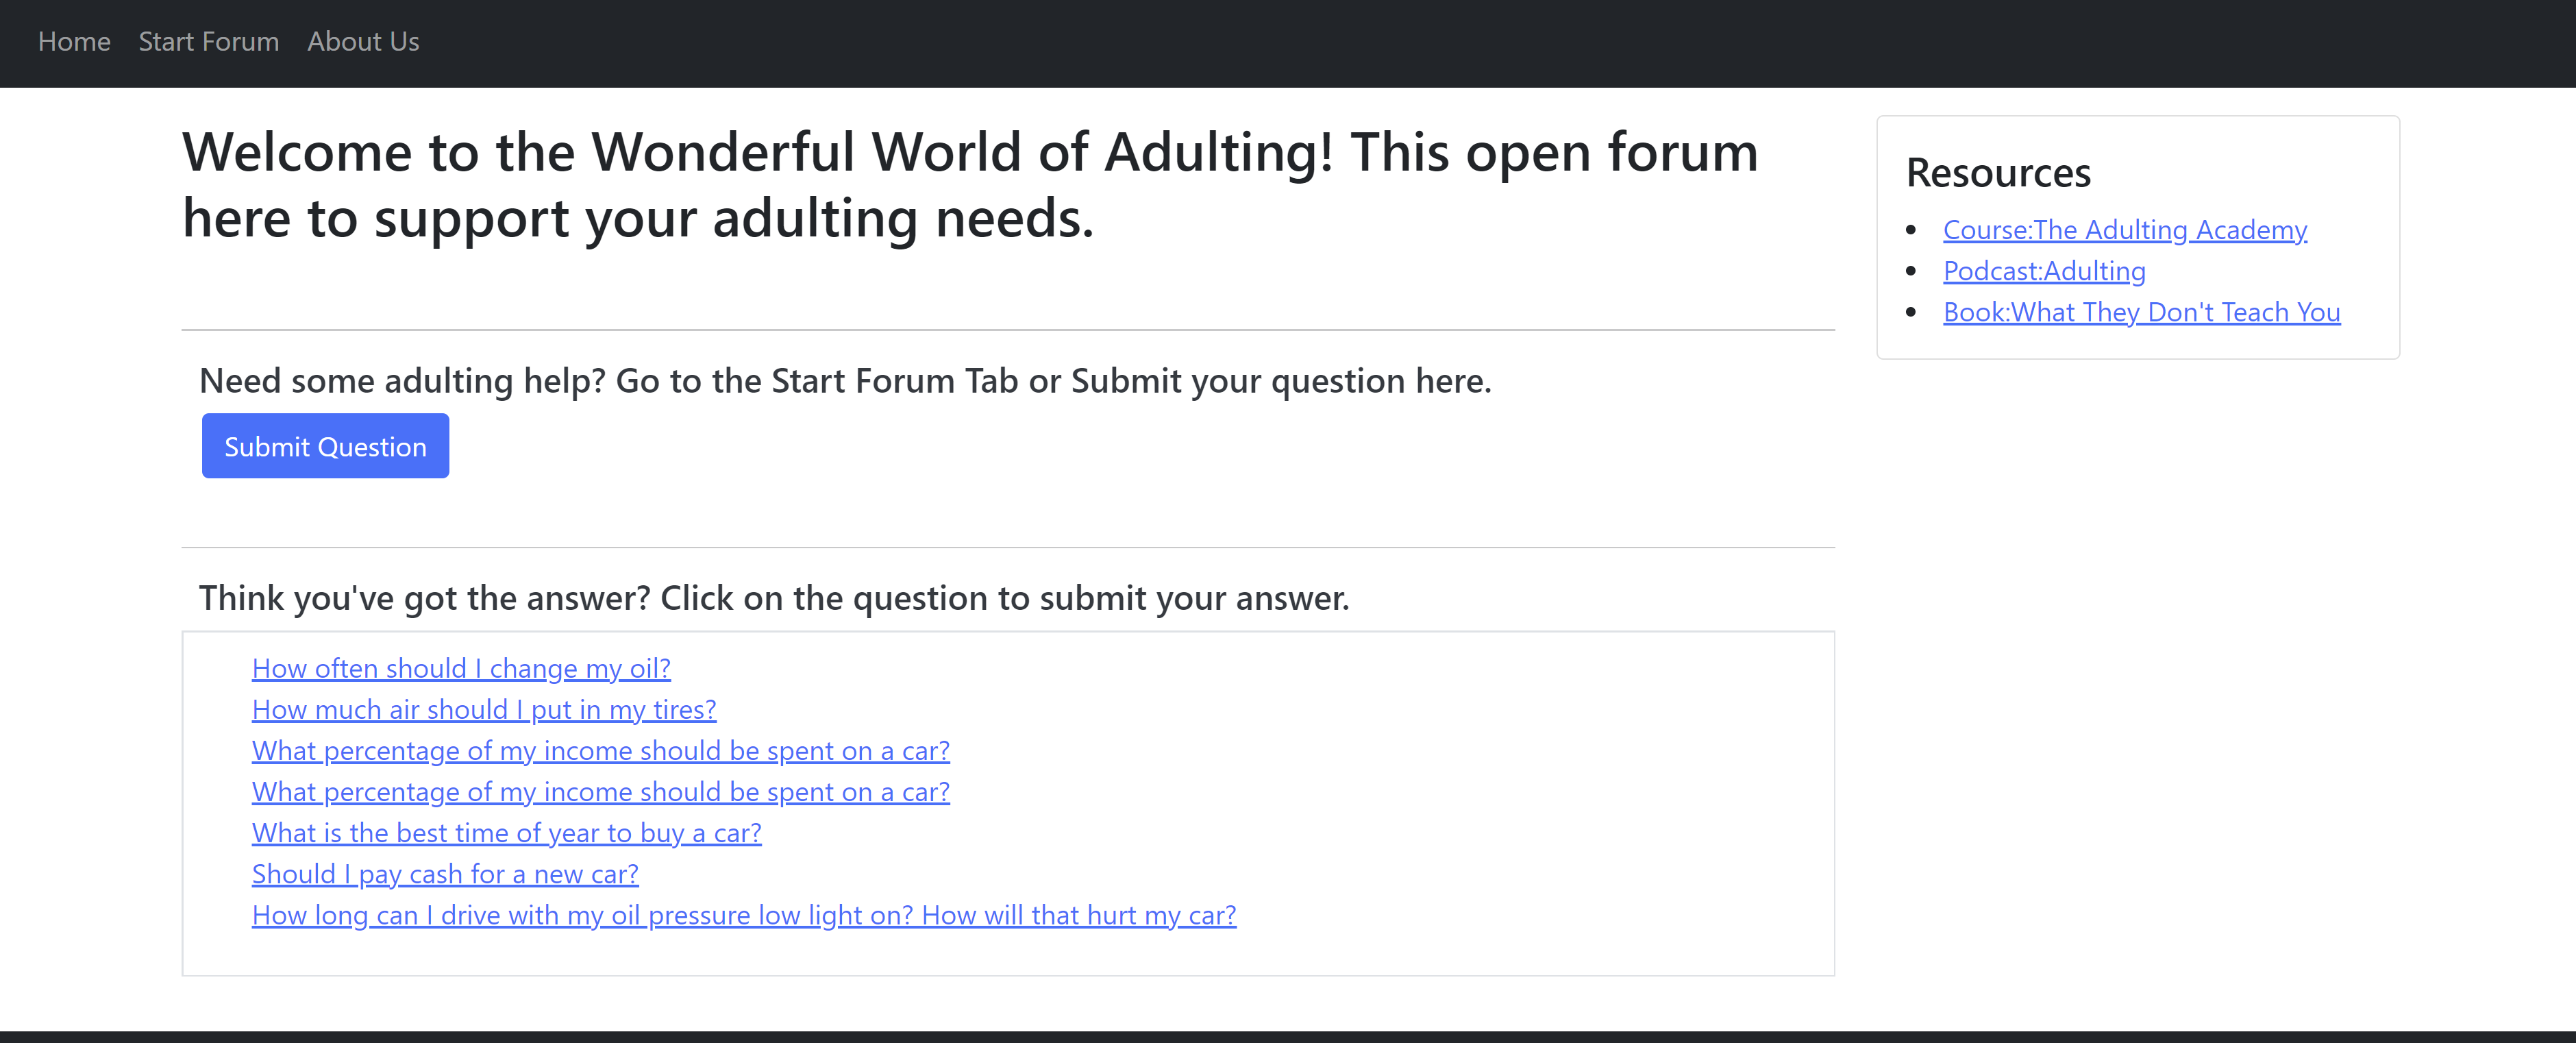 Home Start Forum About Us
Welcome to the Wonderful World of Adulting! This open forum
here to support your adulting needs.
Need some adulting help? Go to the Start Forum Tab or Submit your question here.
Submit Question
Think you've got the answer? Click on the question to submit your answer.
How often should I change my oil?
How much air should I put in my tires?
What percentage of my income should be spent on a car?
What percentage of my income should be spent on a car?
What is the best time of year to buy a car?
Should I pay cash for a new car?
How long can I drive with my oil pressure low light on? How will that hurt my car?
Resources
Course:The Adulting Academy
Podcast:Adulting
Book:What They Don't Teach You